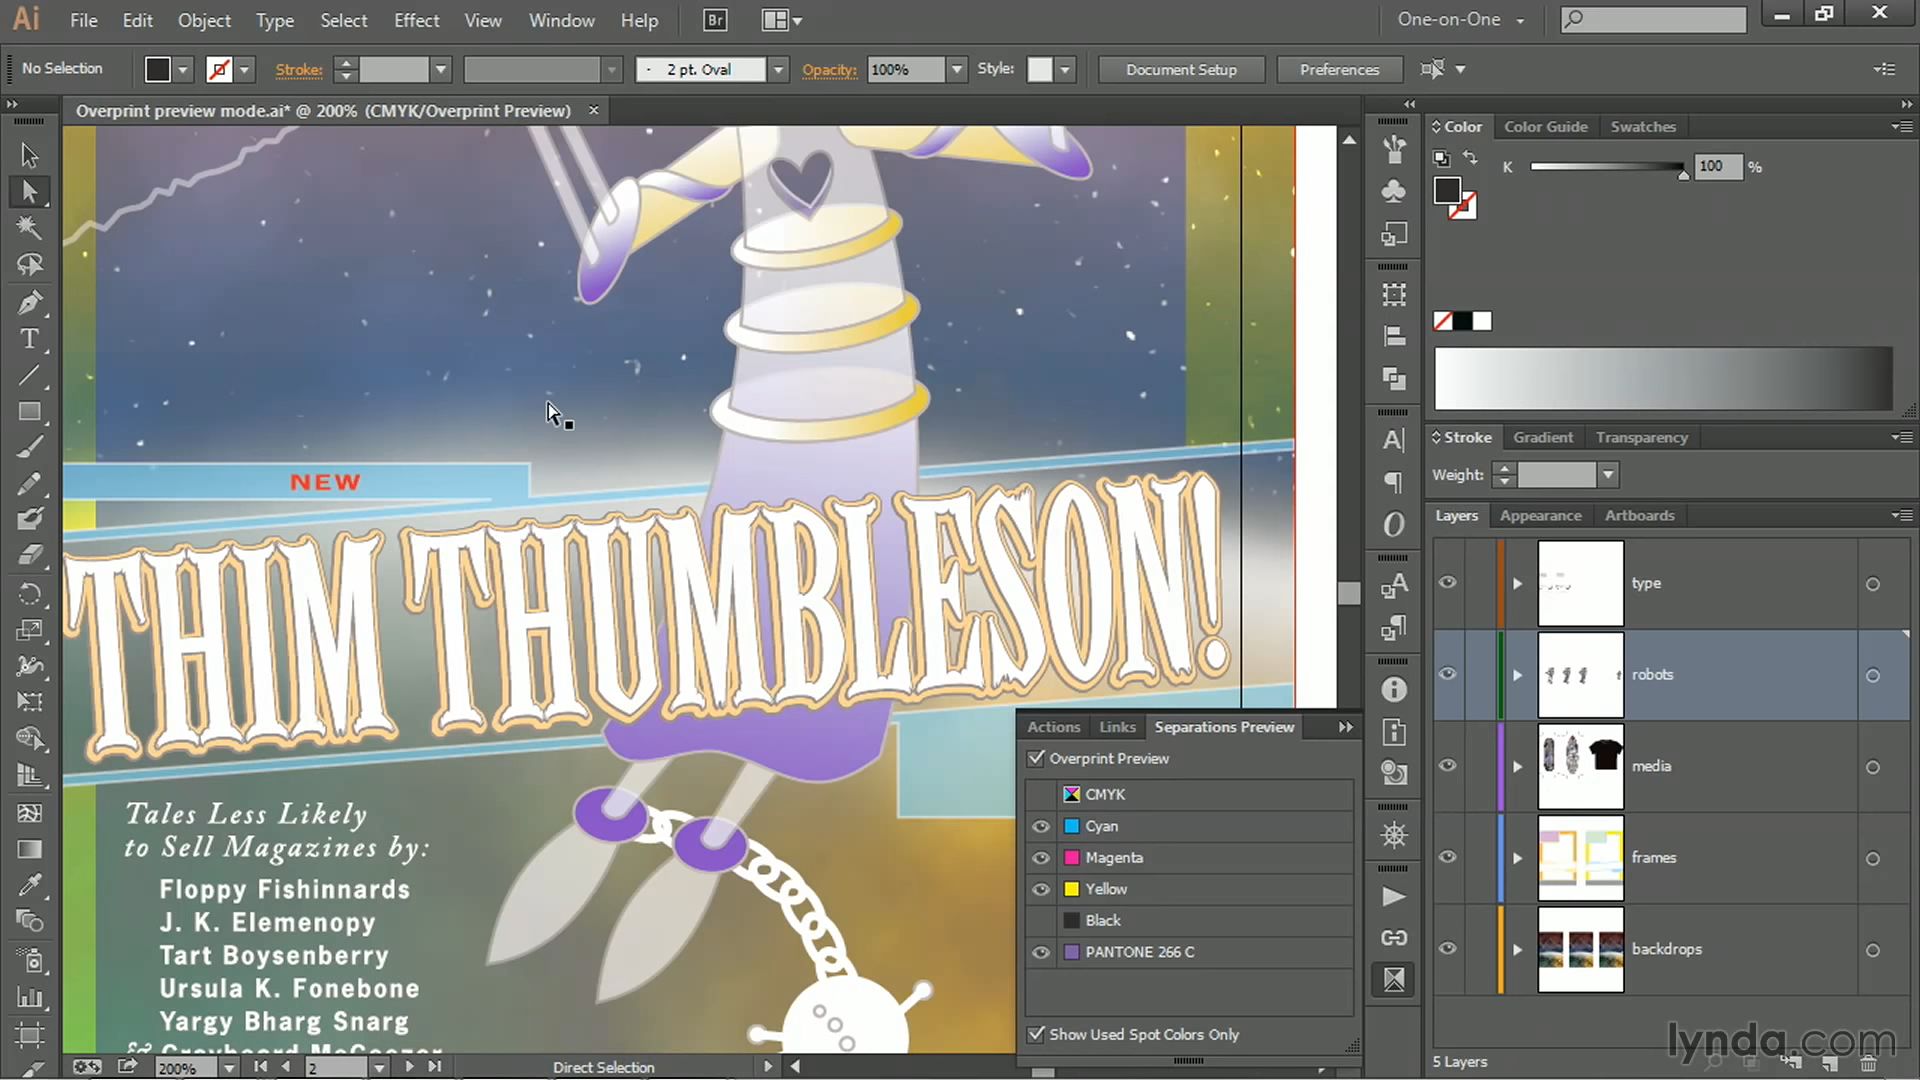 Ai File Edit Object Type Select Effect View Window Help Br One-on-One
No Selection Stroke: 2 pt. Oval Opacity: 100% Style: Document Setup Preferences
Overprint preview mode.ai* @ 200% (CMYK/Overprint Preview)
NEW
THIM THUMBLESON!
Tales Less Likely
to Sell Magazines by:
Floppy Fishinnards
J. K. Elemenopy
Tart Boysenberry
Ursula K. Fonebone
Yargy Bharg Snarg
Actions Links Separations Preview
Overprint Preview
CMYK
Cyan
Magenta
Yellow
Black
PANTONE 266 C
Show Used Spot Colors Only
Color Color Guide Swatches
K 100 %
Stroke Gradient Transparency
Weight:
Layers Appearance Artboards
type
robots
media
frames
backdrops
5 Layers
200% 2 Direct Selection
lynda.com